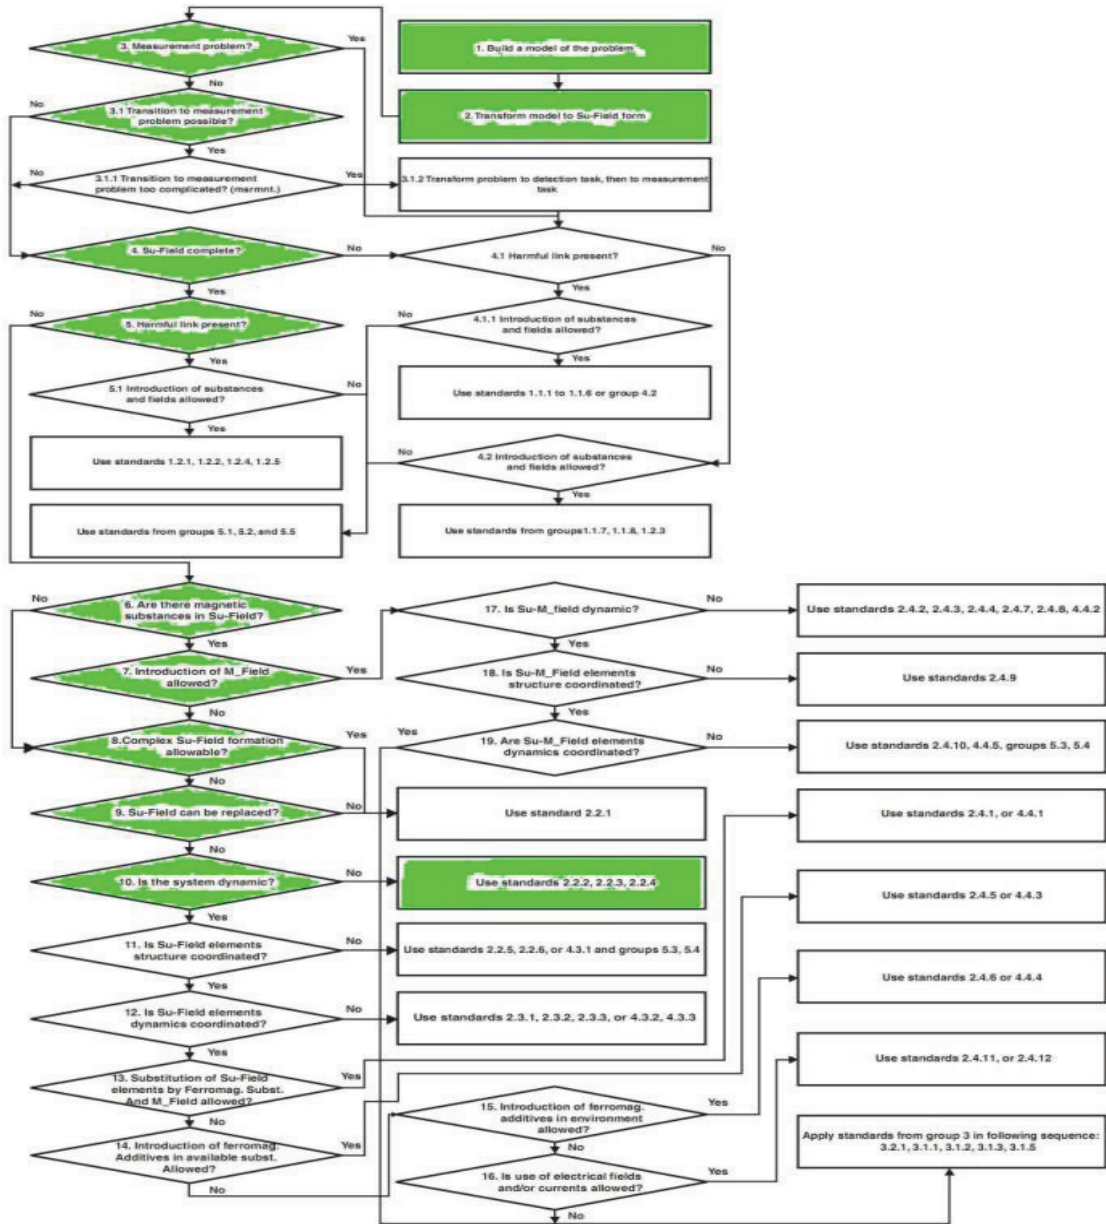 3. Measurement problem?
Yes
1. Build a model of the problem
No
No
3.1 Transition to measurement
problem possible?
2. Transform model to Su-Field form
Yes
No
3.1.1 Transition to measurement
problem too complicated? (msrmnt.)
Yes
3.1.2 Transform problem to detection task, then to measurement
task
4. Su-Field complete?
No
4.1 Harmful link present?
No
Yes
Yes
No
5. Harmful link present?
No
4.1.1 Introduction of substances
and fields allowed?
Yes
Yes
5.1 Introduction of substances
and fields allowed?
No
Use standards 1.1.1 to 1.1.6 or group 4.2
Yes
Use standards 1.2.1, 1.2.2, 1.2.4, 1.2.5
No
4.2 Introduction of substances
and fields allowed?
Yes
Use standards from groups 5.1, 5.2, and 5.5
Use standards from groups1.1.7, 1.1.8, 1.2.3
No
6. Are there magnetic
substances in Su-Field?
17. Is Su-M_field dynamic?
No
Use standards 2.4.2, 2.4.3, 2.4.4, 2.4.7, 2.4.8, 4.4.2
Yes
Yes
7. Introduction of M_Field
allowed?
Yes
18. Is Su-M_Field elements
structure coordinated?
No
Use standards 2.4.9
No
Yes
8.Complex Su-Field formation
allowable?
Yes
Yes
19. Are Su-M_Field elements
dynamics coordinated?
No
Use standards 2.4.10, 4.4.5, groups 5.3, 5.4
No
9. Su-Field can be replaced?
No
Use standard 2.2.1
Use standards 2.4.1, or 4.4.1
No
10. Is the system dynamic?
No
Use standards 2.2.2, 2.2.3, 2.2.4
Use standards 2.4.5 or 4.4.3
Yes
11. Is Su-Field elements
structure coordinated?
No
Use standards 2.2.5, 2.2.6, or 4.3.1 and groups 5.3, 5.4
Use standards 2.4.6 or 4.4.4
Yes
12. Is Su-Field elements
dynamics coordinated?
No
Use standards 2.3.1, 2.3.2, 2.3.3, or 4.3.2, 4.3.3
Use standards 2.4.11, or 2.4.12
Yes
13. Substitution of Su-Field
elements by Ferromag. Subst.
And M_Field allowed?
Yes
15. Introduction of ferromag.
additives in environment
allowed?
Yes
No
14. Introduction of ferromag.
Additives in available subst.
Allowed?
Yes
No
Apply standards from group 3 in following sequence:
3.2.1, 3.1.1, 3.1.2, 3.1.3, 3.1.5
No
16. Is use of electrical fields
and/or currents allowed?
Yes
No